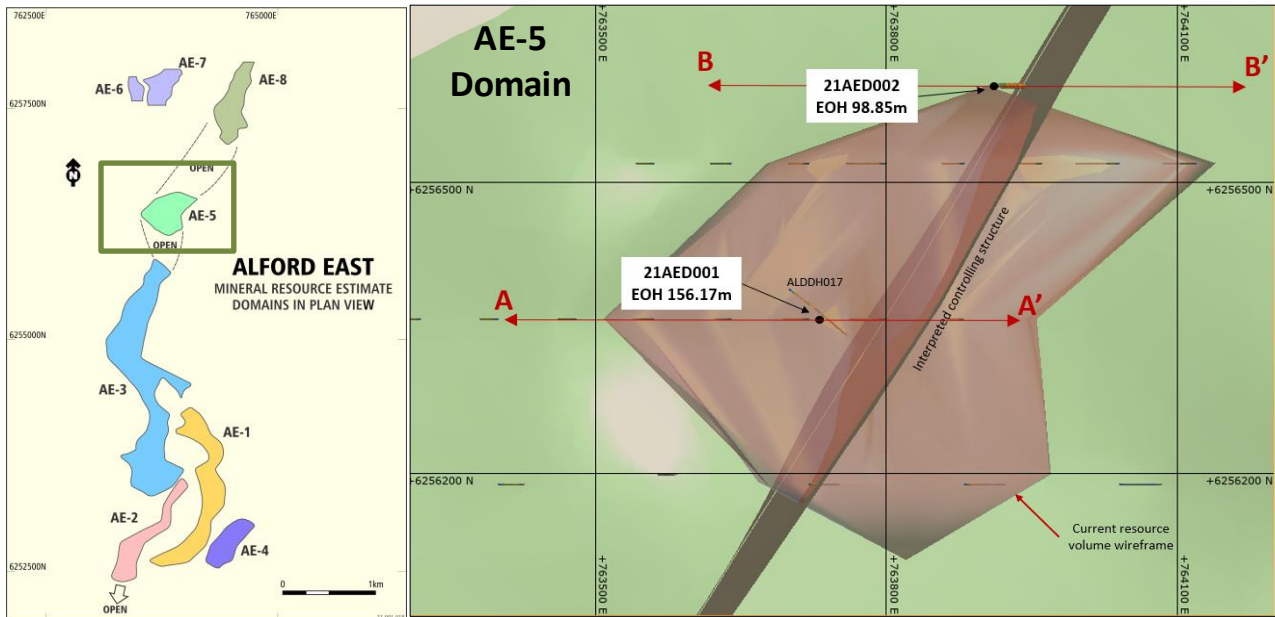 762500E
765000E
AE-7
AE-6
AE-8
6257500N
N
OPEN
AE-5
OPEN
ALFORD EAST
MINERAL RESOURCE ESTIMATE
DOMAINS IN PLAN VIEW
6255000N
AE-3
AE-1
AE-2
AE-4
6252500N
0
1km
OPEN
AE-5
Domain
+763500 E
+763800 E
+764100 E
B
B’
21AED002
EOH 98.85m
+6256500 N
+6256500 N
21AED001
EOH 156.17m
ALDDH017
A
A’
Interpreted controlling structure
+6256200 N
+6256200 N
Current resource
volume wireframe
+763500 E
+763800 E
+764100 E